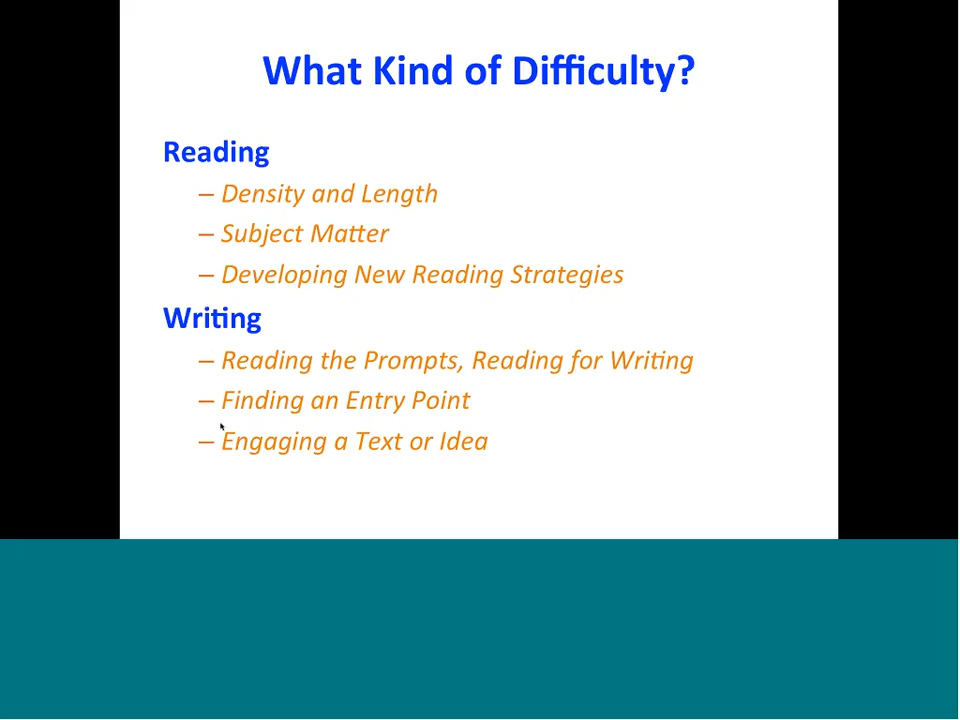 What Kind of Difficulty?
Reading
– Density and Length
– Subject Matter
– Developing New Reading Strategies
Writing
– Reading the Prompts, Reading for Writing
– Finding an Entry Point
– Engaging a Text or Idea